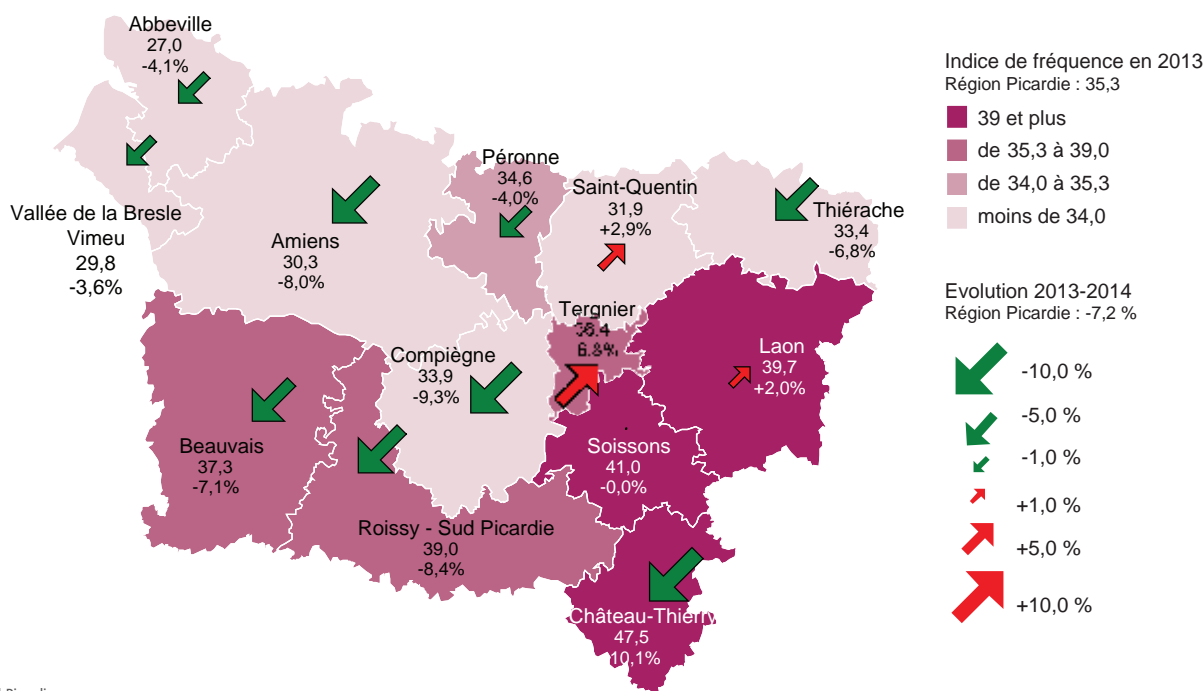 Abbeville
27,0
-4,1%
Vallée de la Bresle
Vimeu
29,8
-3,6%
Amiens
30,3
-8,0%
Péronne
34,6
-4,0%
Saint-Quentin
31,9
+2,9%
Thiérache
33,4
-6,8%
Tergnier
6.8%
Laon
39,7
+2,0%
Compiègne
33,9
-9,3%
Beauvais
37,3
-7,1%
Soissons
41,0
-0,0%
Roissy - Sud Picardie
39,0
-8,4%
Château-Thierry
47,5
10,1%
Indice de fréquence en 2013
Région Picardie : 35,3
39 et plus
de 35,3 à 39,0
de 34,0 à 35,3
moins de 34,0
Evolution 2013-2014
Région Picardie : -7,2 %
-10,0 %
-5,0 %
-1,0 %
+1,0 %
+5,0 %
+10,0 %